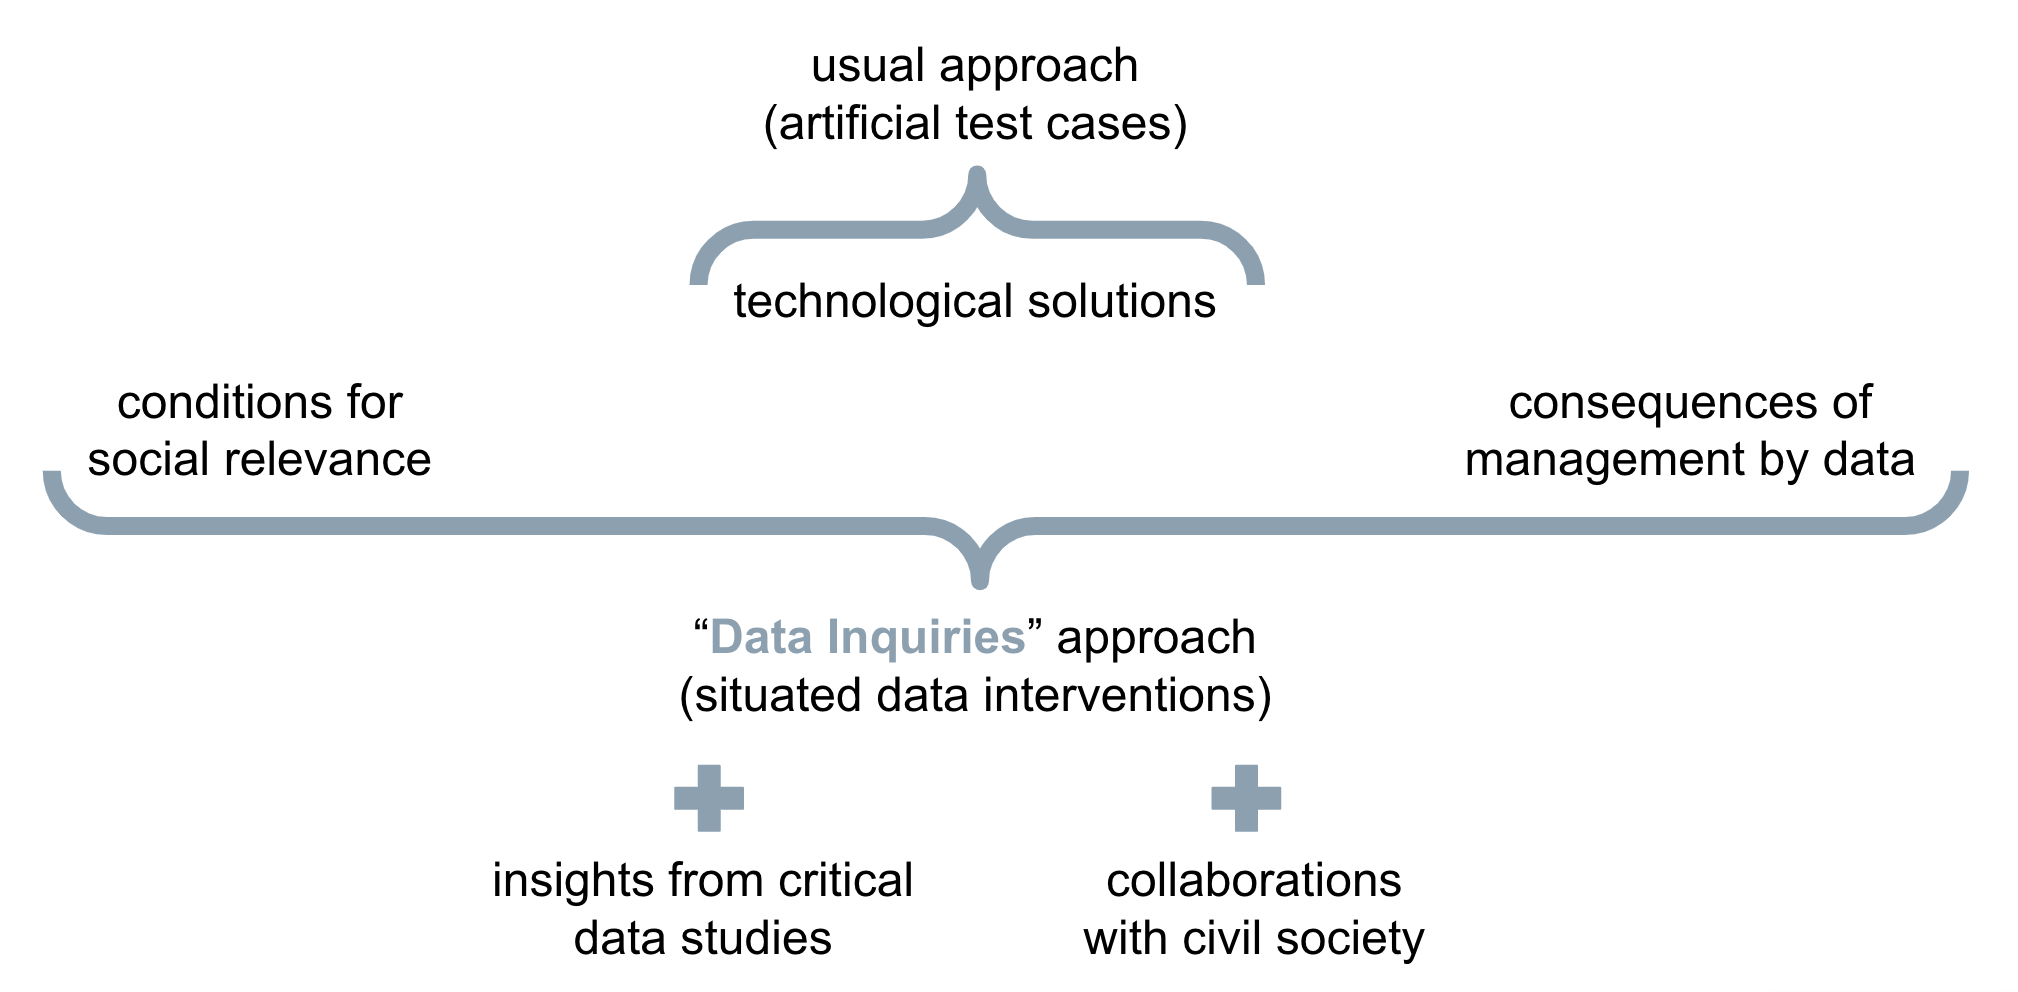 usual approach
(artificial test cases)
technological solutions
conditions for
social relevance
consequences of
management by data
“Data Inquiries” approach
(situated data interventions)
insights from critical
data studies
collaborations
with civil society